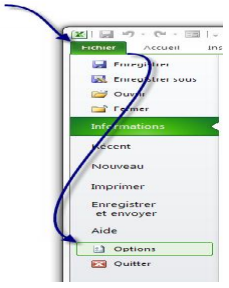 Fichier Accueil Ins
Enregistrer
Enregistrer sous
Ouvrir
Fermer
Informations
Récent
Nouveau
Imprimer
Enregistrer
et envoyer
Aide
Options
Quitter